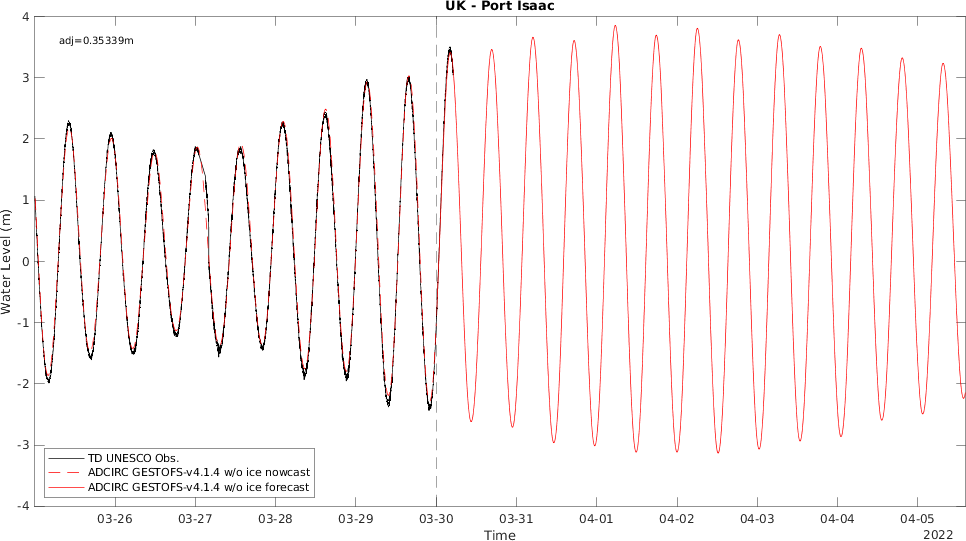 UK - Port Isaac
adj=0.35339m
4
3
2
1
0
-1
-2
-3
-4
Water Level (m)
TD UNESCO Obs.
ADCIRC GESTOFS-v4.1.4 w/o ice nowcast
ADCIRC GESTOFS-v4.1.4 w/o ice forecast
03-26 03-27 03-28 03-29 03-30 03-31 04-01 04-02 04-03 04-04 04-05
Time
2022